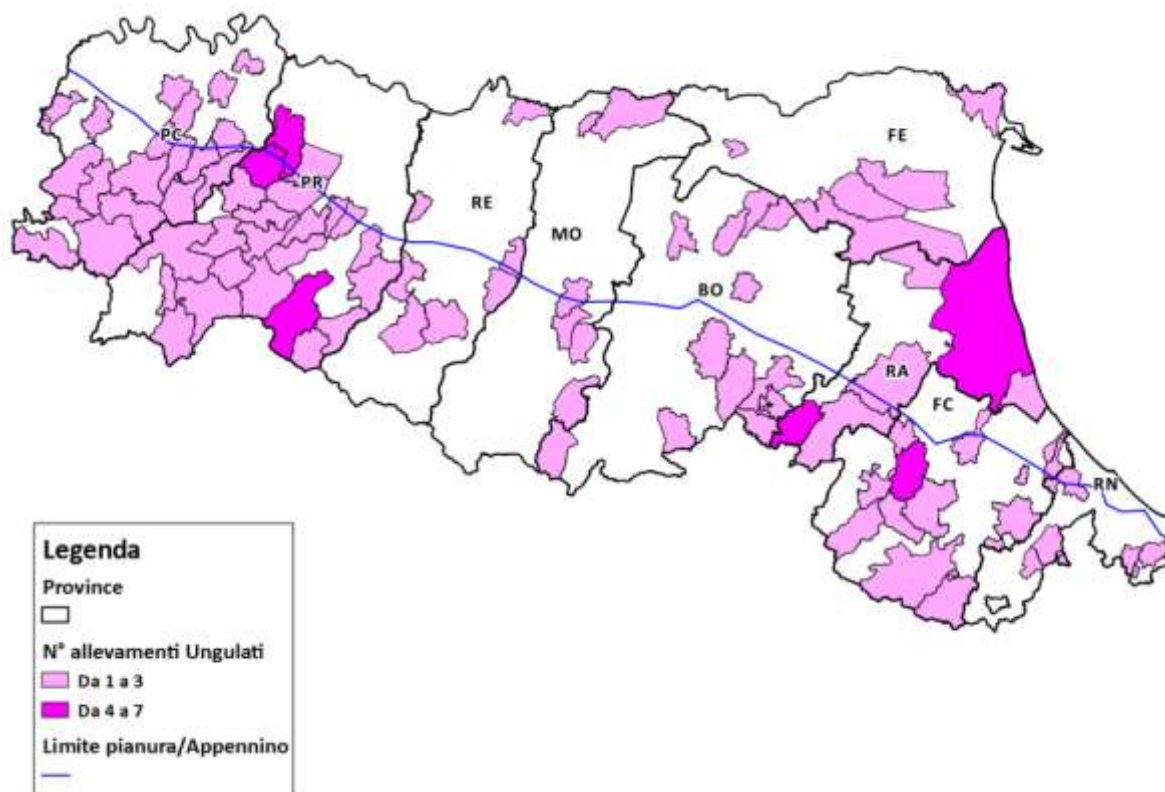 PC
PR
RE
MO
FE
BO
RA
FC
RN
Legenda
Province
N° allevamenti Ungulati
Da 1 a 3
Da 4 a 7
Limite pianura/Appennino